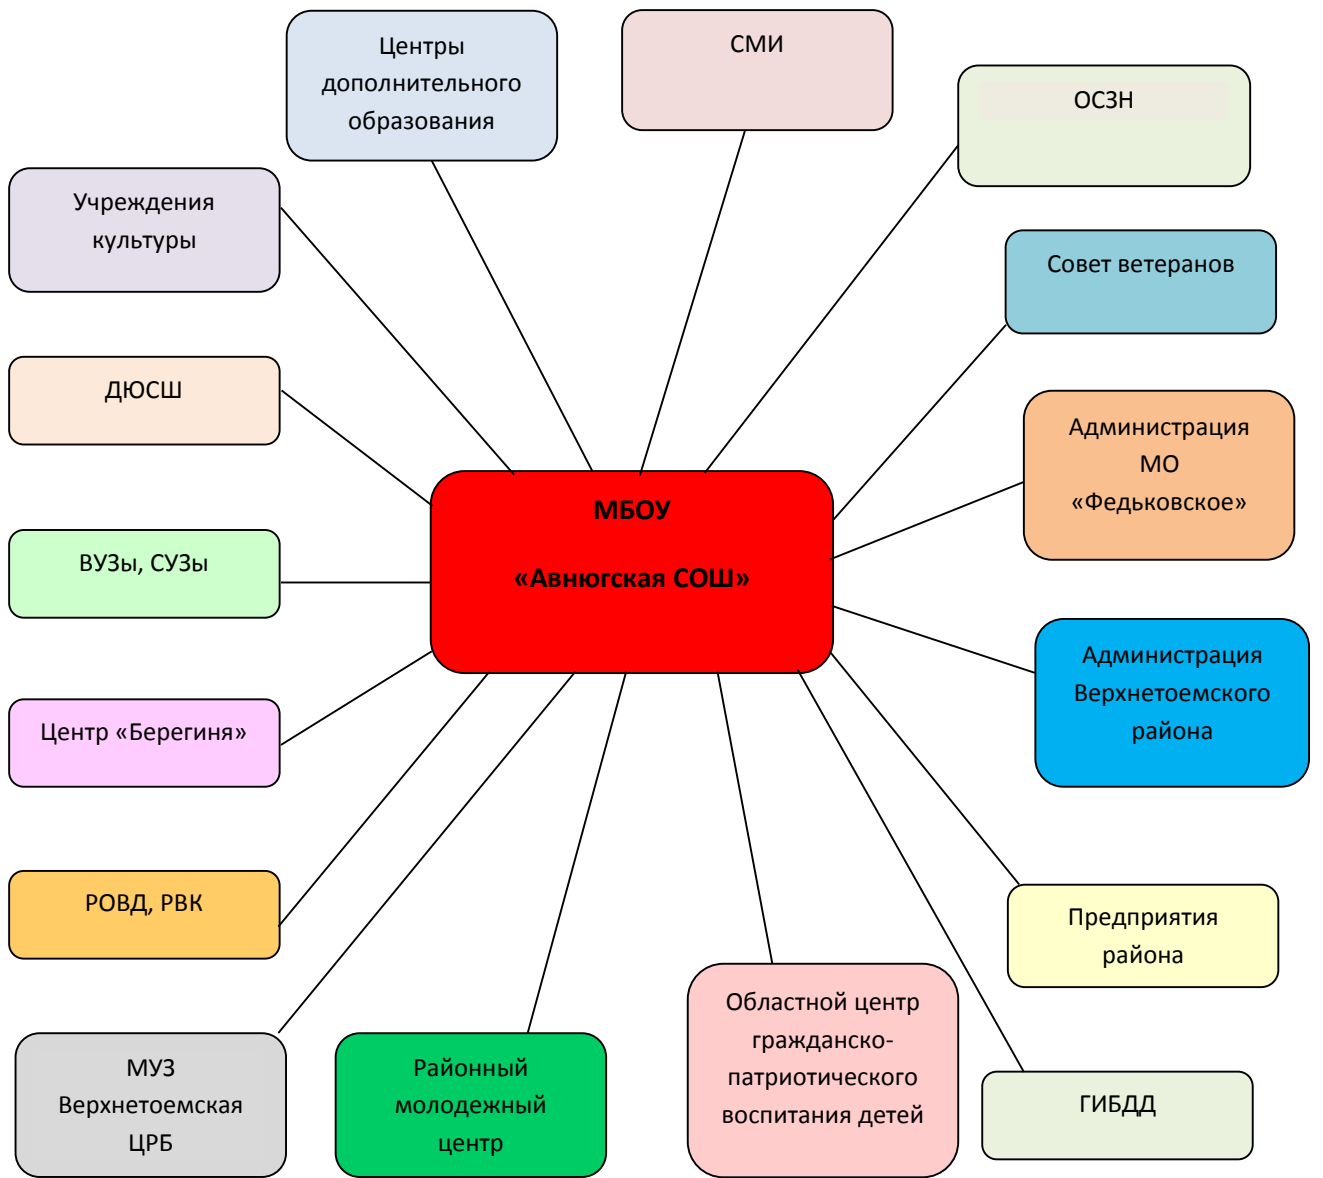 Центры
дополнительного
образования
СМИ
ОСЗН
Учреждения
культуры
Совет ветеранов
ДЮСШ
Администрация
МО
«Федьковское»
МБОУ
«Авнюгская СОШ»
ВУЗы, СУЗы
Администрация
Верхнетоемского
района
Центр «Берегиня»
РОВД, РВК
Предприятия
района
Областной центр
гражданско-
патриотического
воспитания детей
МУЗ
Верхнетоемская
ЦРБ
Районный
молодежный
центр
ГИБДД